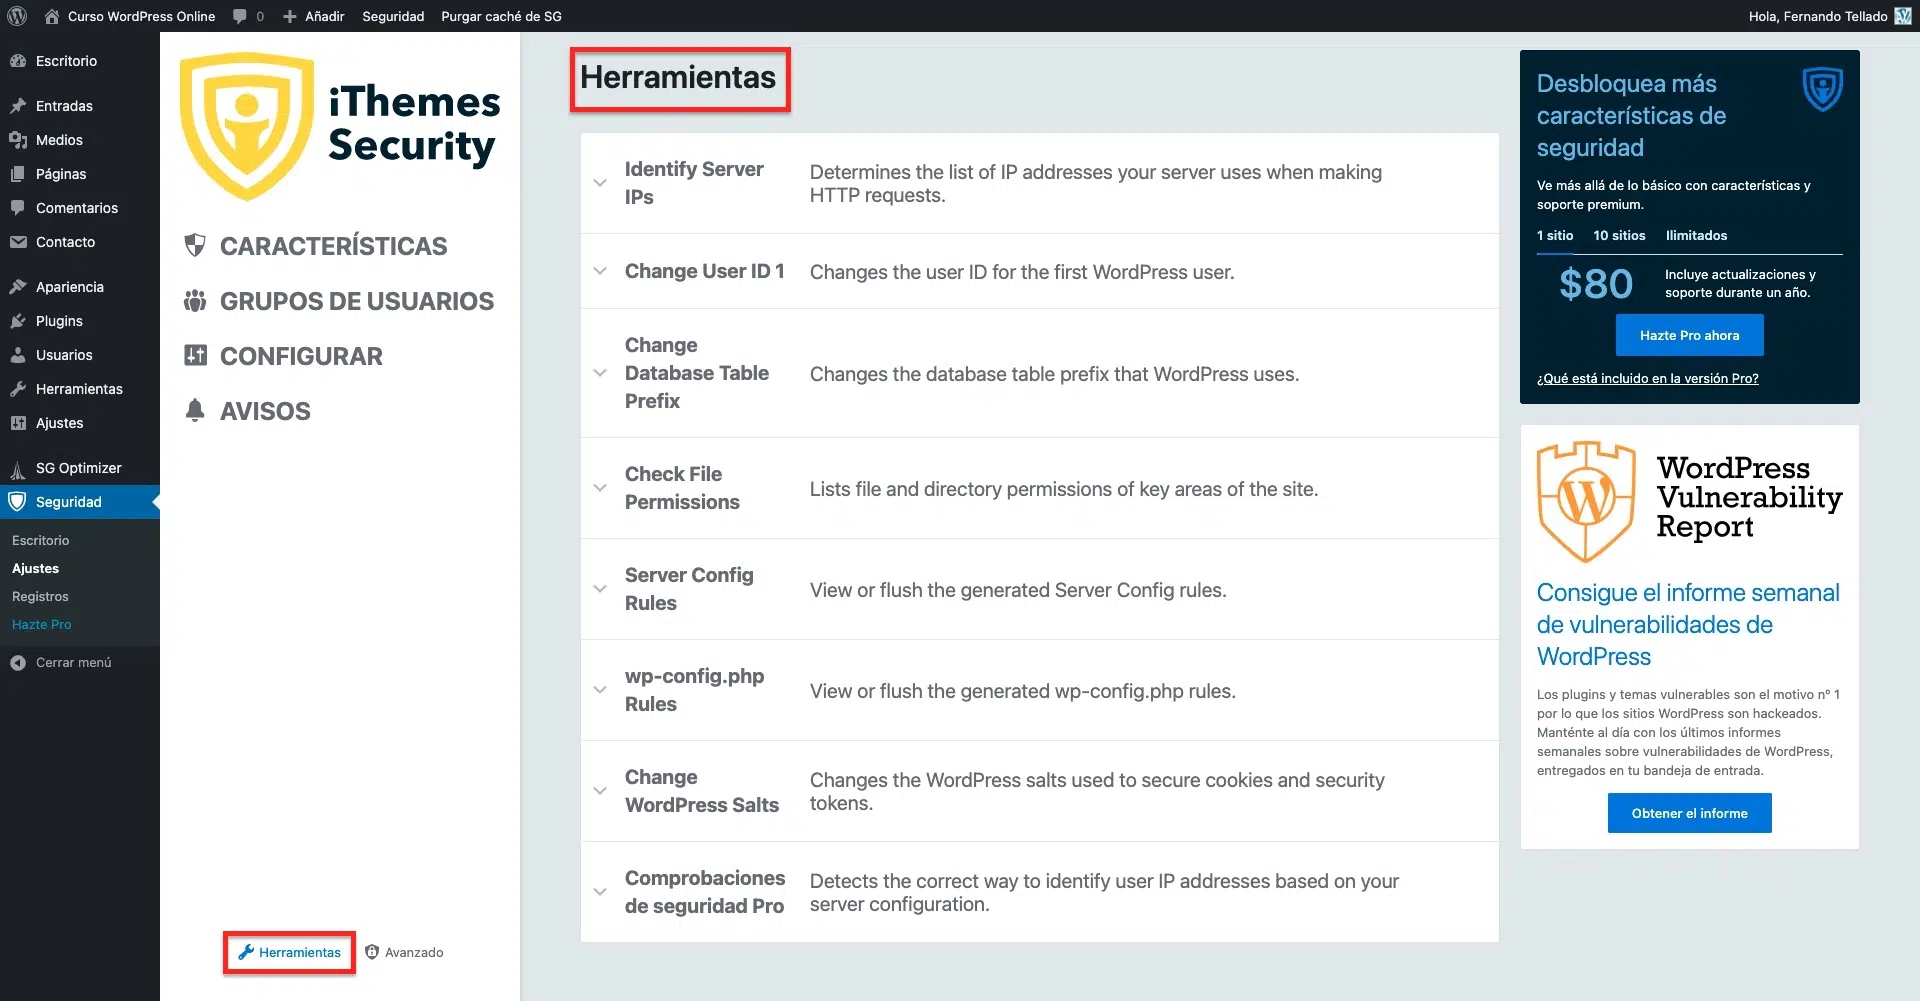 Curso WordPress Online
0
Añadir
Seguridad
Purgar caché de SG
Hola, Fernando Tellado
Escritorio
Entradas
Medios
Páginas
Comentarios
Contacto
Apariencia
Plugins
Usuarios
Herramientas
Ajustes
SG Optimizer
Seguridad
Escritorio
Ajustes
Registros
Hazte Pro
Cerrar menú
iThemes
Security
CARACTERÍSTICAS
GRUPOS DE USUARIOS
CONFIGURAR
AVISOS
Herramientas
Avanzado
Herramientas
Identify Server
IPs
Determines the list of IP addresses your server uses when making
HTTP requests.
Change User ID 1
Changes the user ID for the first WordPress user.
Change
Database Table
Prefix
Changes the database table prefix that WordPress uses.
Check File
Permissions
Lists file and directory permissions of key areas of the site.
Server Config
Rules
View or flush the generated Server Config rules.
wp-config.php
Rules
View or flush the generated wp-config.php rules.
Change
WordPress Salts
Changes the WordPress salts used to secure cookies and security
tokens.
Comprobaciones
de seguridad Pro
Detects the correct way to identify user IP addresses based on your
server configuration.
Desbloquea más
características de
seguridad
Ve más allá de lo básico con características y
soporte premium.
1 sitio
10 sitios
Ilimitados
$80
Incluye actualizaciones y
soporte durante un año.
Hazte Pro ahora
¿Qué está incluido en la versión Pro?
WordPress
Vulnerability
Report
Consigue el informe semanal
de vulnerabilidades de
WordPress
Los plugins y temas vulnerables son el motivo nº 1
por lo que los sitios WordPress son hackeados.
Manténte al día con los últimos informes
semanales sobre vulnerabilidades de WordPress,
entregados en tu bandeja de entrada.
Obtener el informe